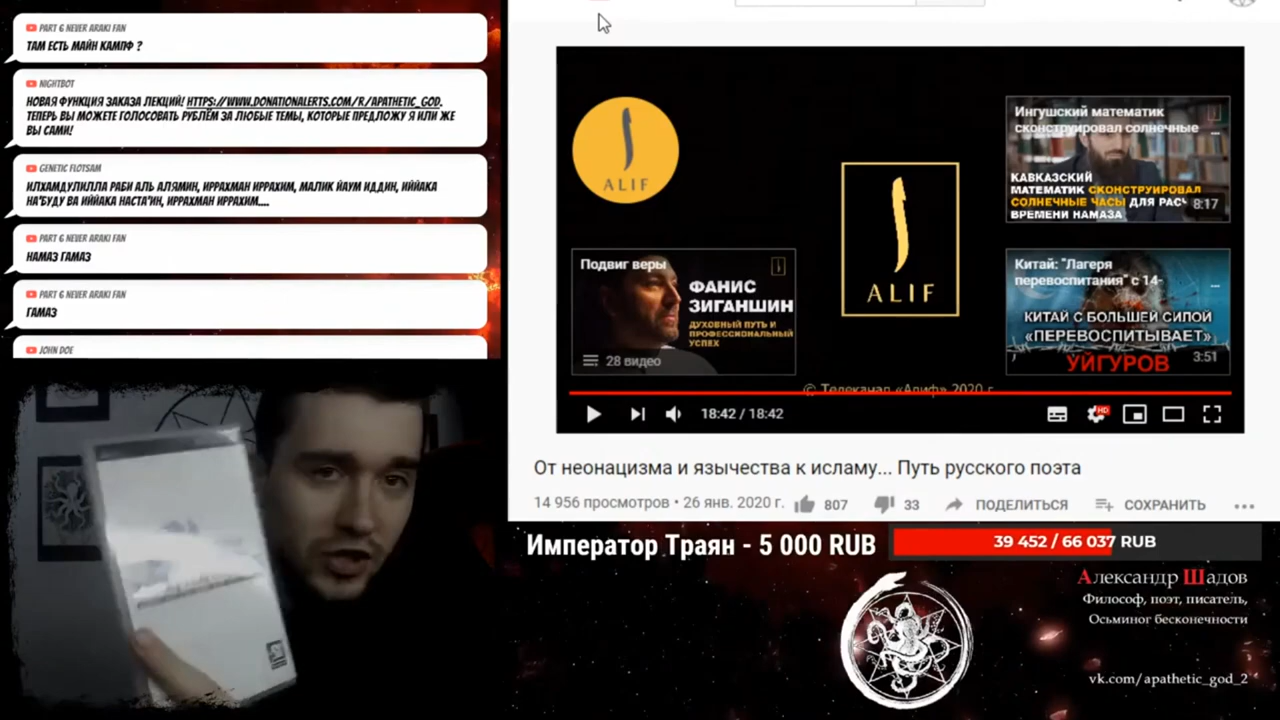 PART 6 NEVER ARAKI FAN
ТАМ ЕСТЬ МАЙН КАМПФ ?
NIGHTBOT
НОВАЯ ФУНКЦИЯ ЗАКАЗА ЛЕКЦИЙ! HTTPS://WWW.DONATIONALERTS.COM/R/APATHETIC_GOD.
ТЕПЕРЬ ВЫ МОЖЕТЕ ГОЛОСОВАТЬ РУБЛЁМ ЗА ЛЮБЫЕ ТЕМЫ, КОТОРЫЕ ПРЕДЛОЖУ Я ИЛИ ЖЕ
ВЫ САМИ!
GENETIC FLOTSAM
ИЛХАМДУЛИЛЛА РАБИ АЛЬ АЛЯМИН, ИРРАХМАН ИРРАХИМ, МАЛИК ЙАУМ ИДДИН, ИЙЙАКА
НА'БУДУ ВА ИЙЙАКА НАСТА'ИН, ИРРАХМАН ИРРАХИМ....
PART 6 NEVER ARAKI FAN
НАМАЗ ГАМАЗ
PART 6 NEVER ARAKI FAN
ГАМАЗ
JOHN DOE
ALIF
Подвиг веры
ФАНИС
ЗИГАНШИН
ДУХОВНЫЙ ПУТЬ И
ПРОФЕССИОНАЛЬНЫЙ
УСПЕХ
28 видео
ALIF
Ингушский математик
сконструировал солнечные
...
КАВКАЗСКИЙ
МАТЕМАТИК СКОНСТРУИРОВАЛ
СОЛНЕЧНЫЕ ЧАСЫ ДЛЯ РАСЧ
ВРЕМЕНИ НАМАЗА
8:17
Китай: "Лагеря
перевоспитания" с 14-
...
КИТАЙ С БОЛЬШЕЙ СИЛОЙ
«ПЕРЕВОСПИТЫВАЕТ»
УЙГУРОВ
3:51
© Телеканал «Алиф» 2020 г.
18:42 / 18:42
HD
От неонацизма и язычества к исламу... Путь русского поэта
14 956 просмотров • 26 янв. 2020 г. 807 33 ПОДЕЛИТЬСЯ СОХРАНИТЬ
Император Траян - 5 000 RUB
39 452 / 66 037 RUB
Александр Шадов
Философ, поэт, писатель,
Осьминог бесконечности
vk.com/apathetic_god_2